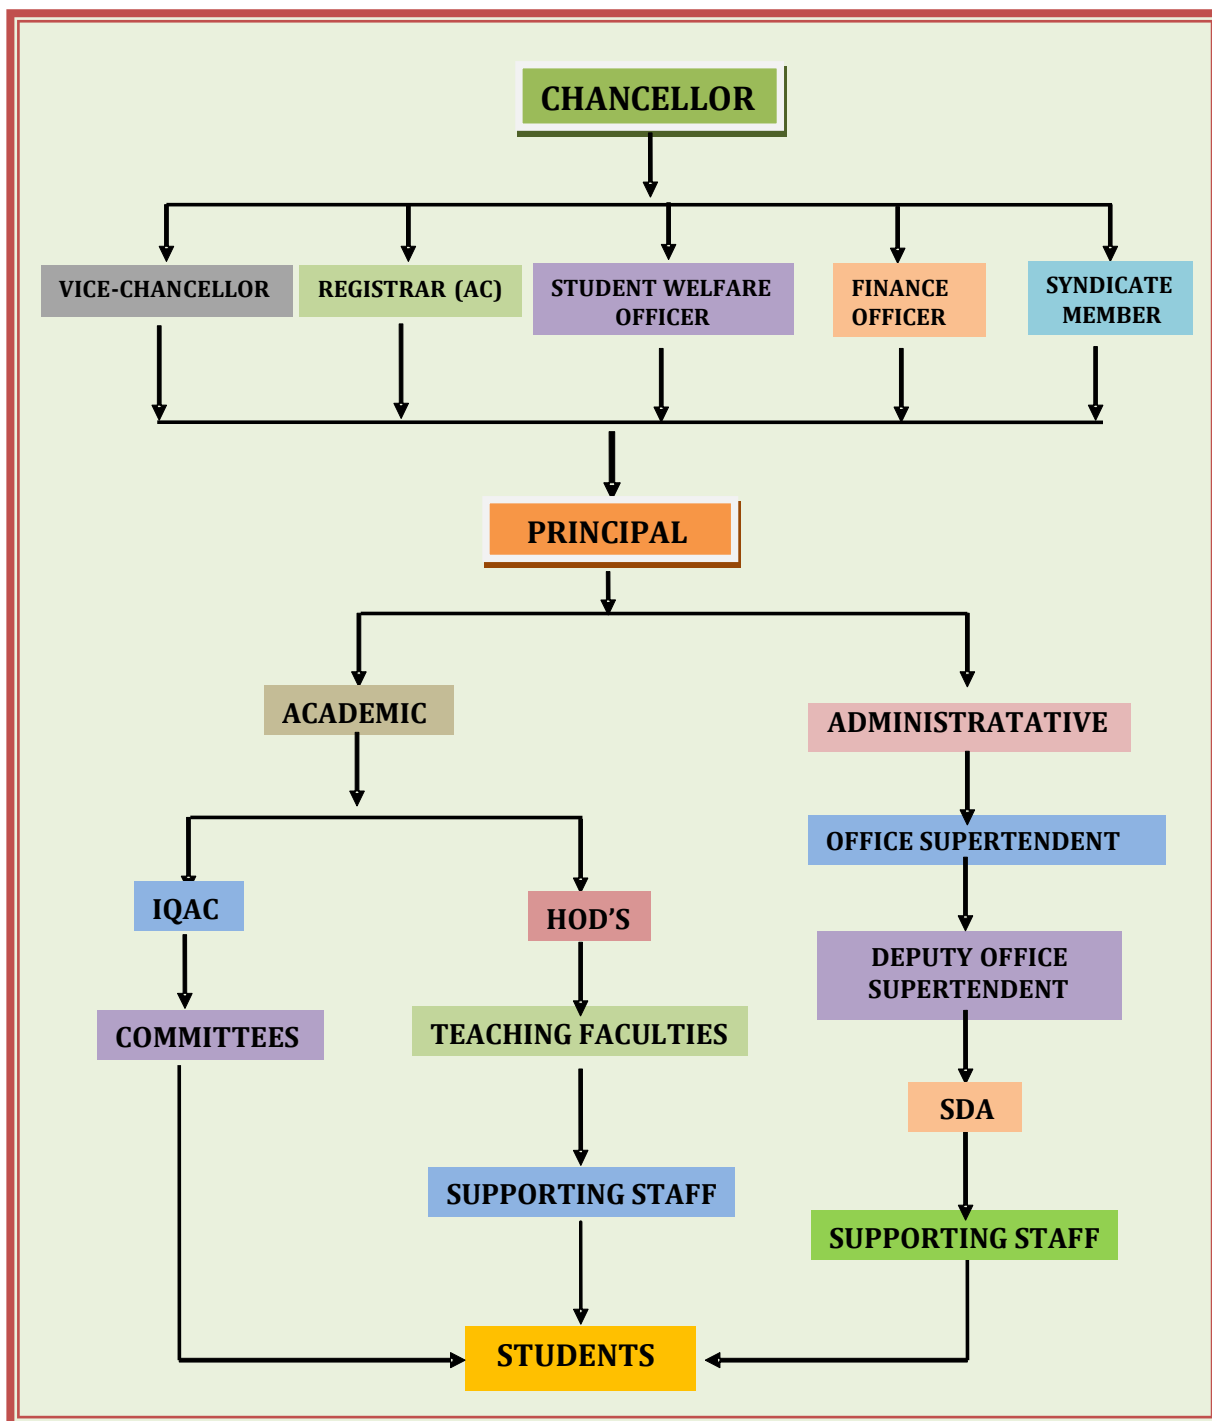 CHANCELLOR
VICE-CHANCELLOR
REGISTRAR (AC)
STUDENT WELFARE
OFFICER
FINANCE
OFFICER
SYNDICATE
MEMBER
PRINCIPAL
ACADEMIC
ADMINISTRATATIVE
OFFICE SUPERTENDENT
IQAC
HOD'S
DEPUTY OFFICE
SUPERTENDENT
COMMITTEES
TEACHING FACULTIES
SDA
SUPPORTING STAFF
SUPPORTING STAFF
STUDENTS